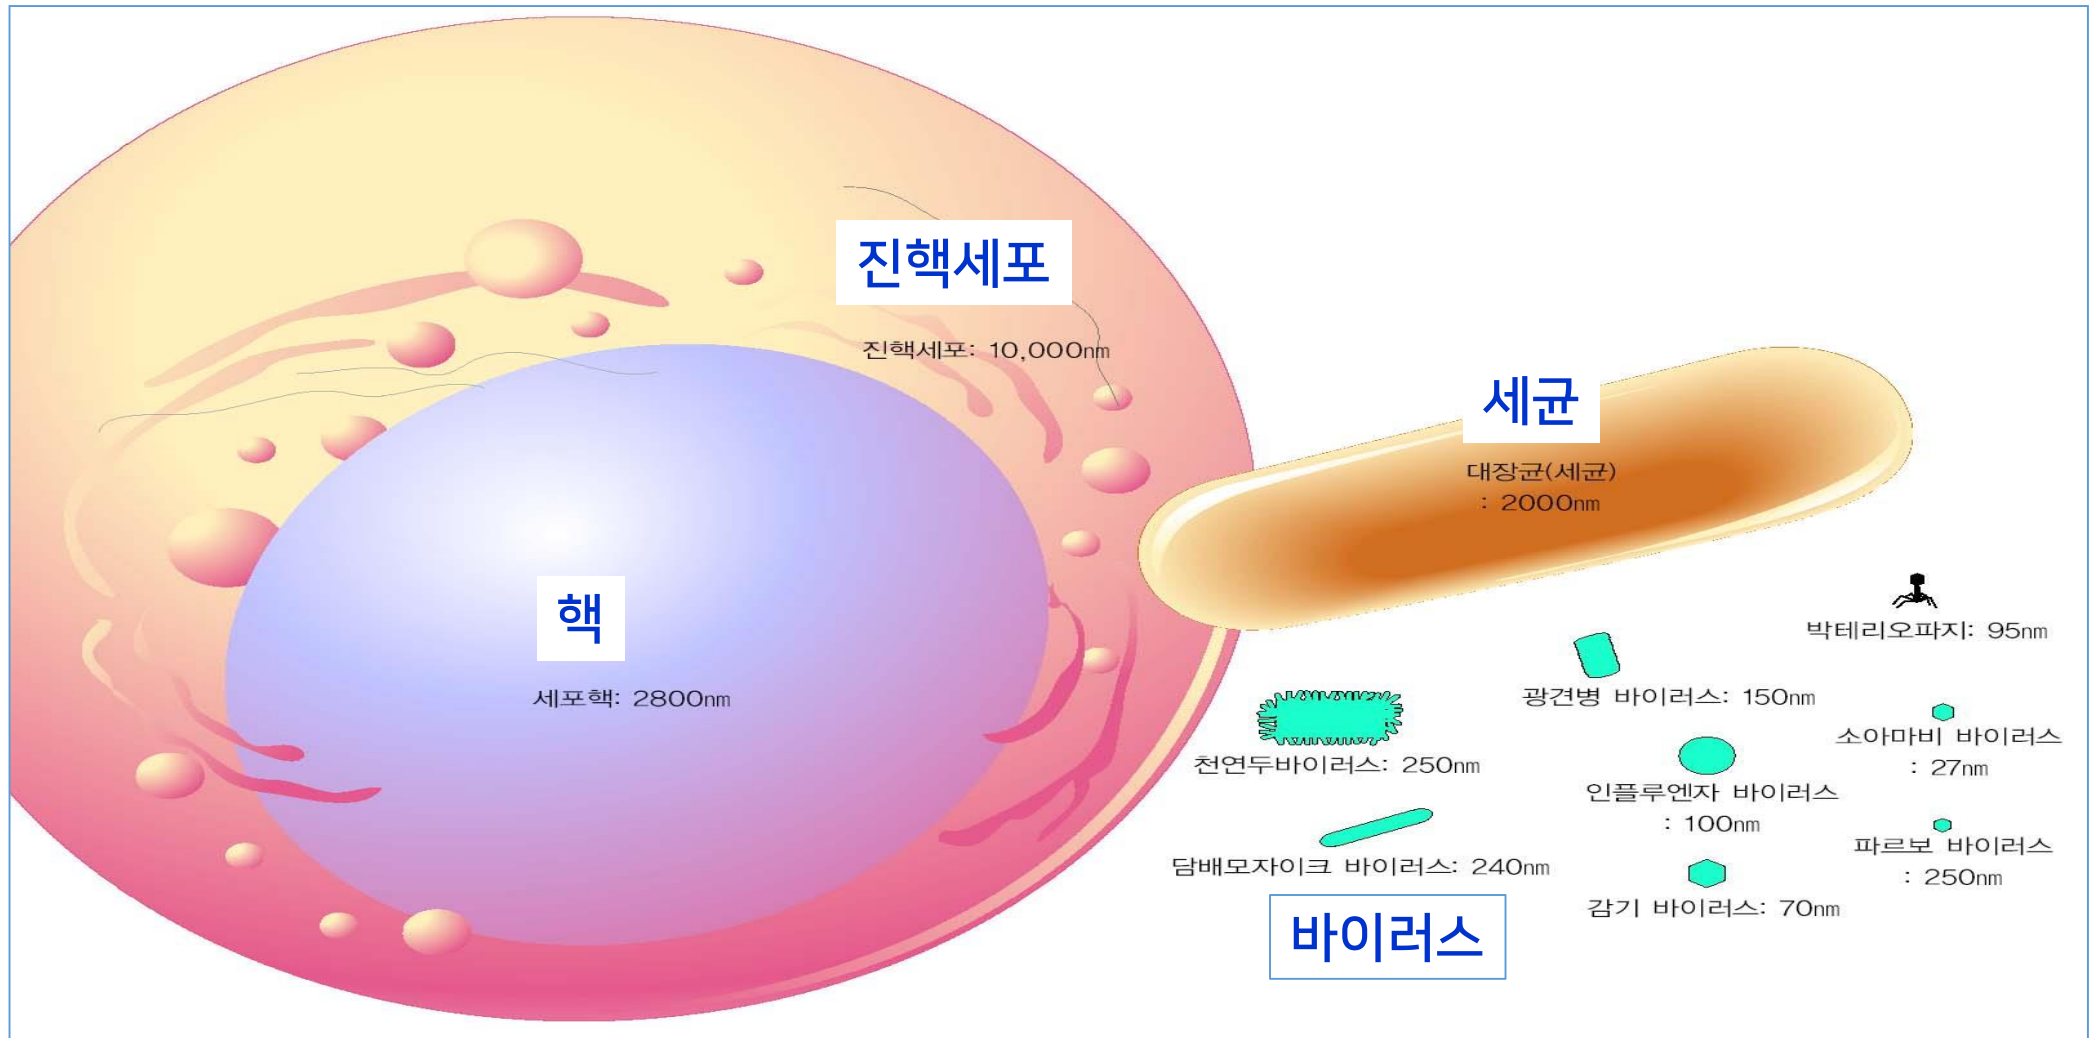 진핵세포
진핵세포: 10,000nm
세균
대장균(세균)
: 2000nm
핵
세포핵: 2800nm
박테리오파지: 95nm
광견병 바이러스: 150nm
천연두바이러스: 250nm
소아마비 바이러스
: 27nm
인플루엔자 바이러스
: 100nm
파르보 바이러스
: 250nm
담배모자이크 바이러스: 240nm
감기 바이러스: 70nm
바이러스